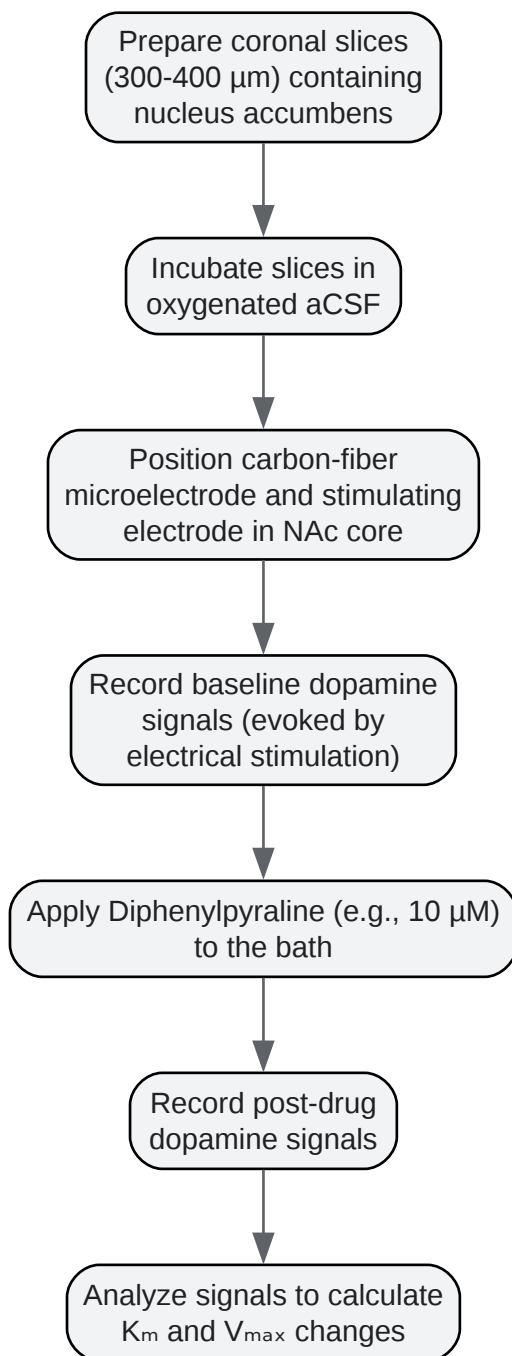 Prepare coronal slices
(300-400 µm) containing
nucleus accumbens
Incubate slices in
oxygenated aCSF
Position carbon-fiber
microelectrode and stimulating
electrode in NAc core
Record baseline dopamine
signals (evoked by
electrical stimulation)
Apply Diphenylpyraline (e.g., 10 µM)
to the bath
Record post-drug
dopamine signals
Analyze signals to calculate
Kₘ and Vₘₐₓ changes